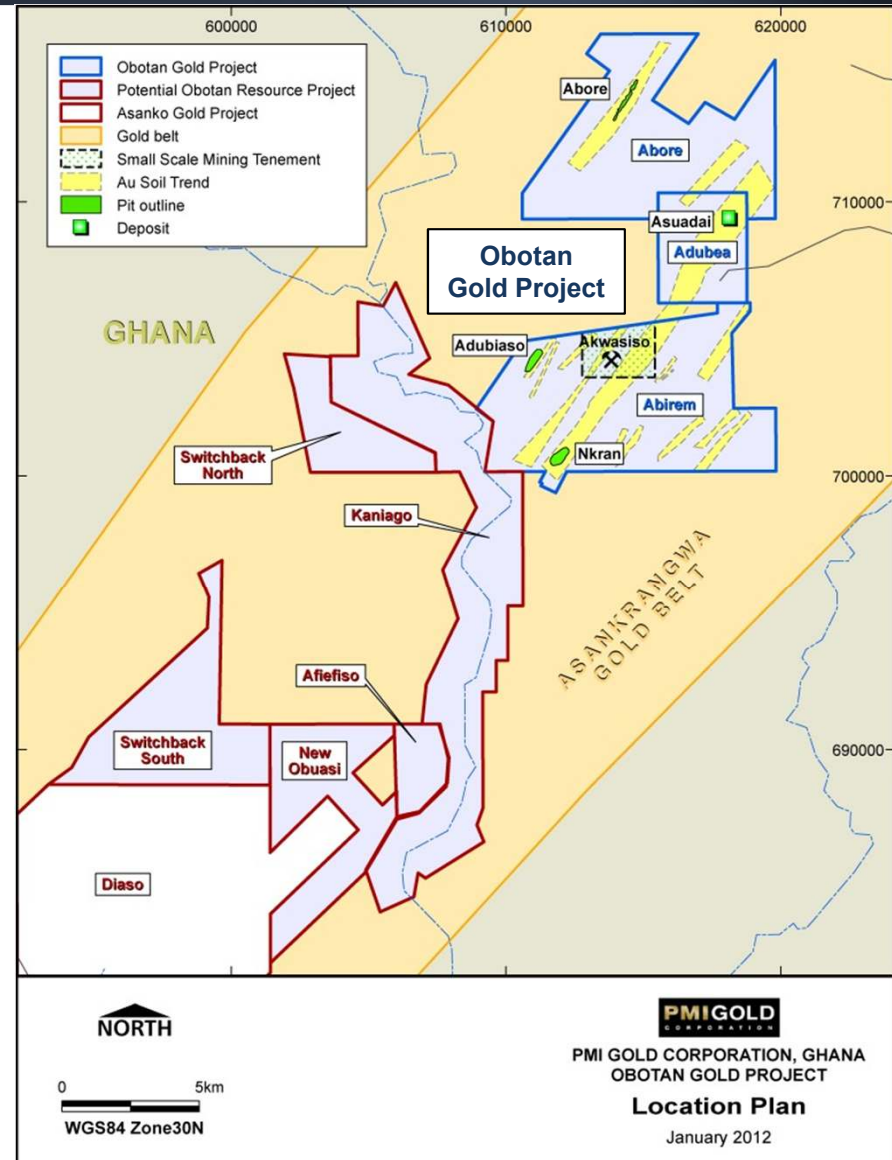 600000
610000
620000
Obotan Gold Project
Potential Obotan Resource Project
Asanko Gold Project
Gold belt
Small Scale Mining Tenement
Au Soil Trend
Pit outline
Deposit
Abore
Abore
710000
Asuadai
Adubea
Obotan
Gold Project
GHANA
Adubiaso
Akwasiso
Abirem
Nkran
Switchback
North
700000
Kaniago
ASANKRANGWA
GOLD BELT
Afiefiso
Switchback
South
New
Obuasi
690000
Diaso
NORTH
0 5km
WGS84 Zone30N
PMIGOLD
CORPORATION
PMI GOLD CORPORATION, GHANA
OBOTAN GOLD PROJECT
Location Plan
January 2012